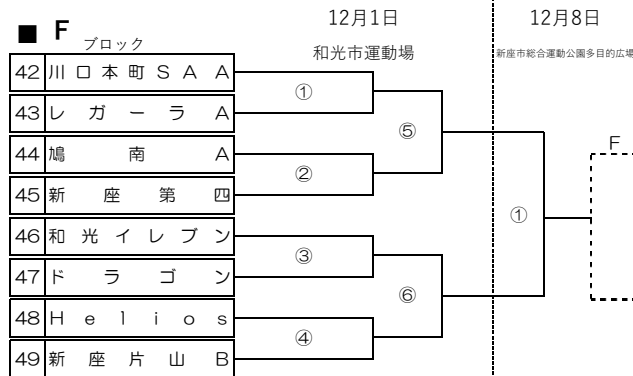 ■ F ブロック
12月1日
12月8日
和光市運動場
新座市総合運動公園多目的広場
42 川口本町SAA A
43 レガーラA
44 鳩南A
45 新座第四
46 和光イレブン
47 ドラゴン
48 Helios
49 新座片山B
①
②
③
④
⑤
⑥
①
F